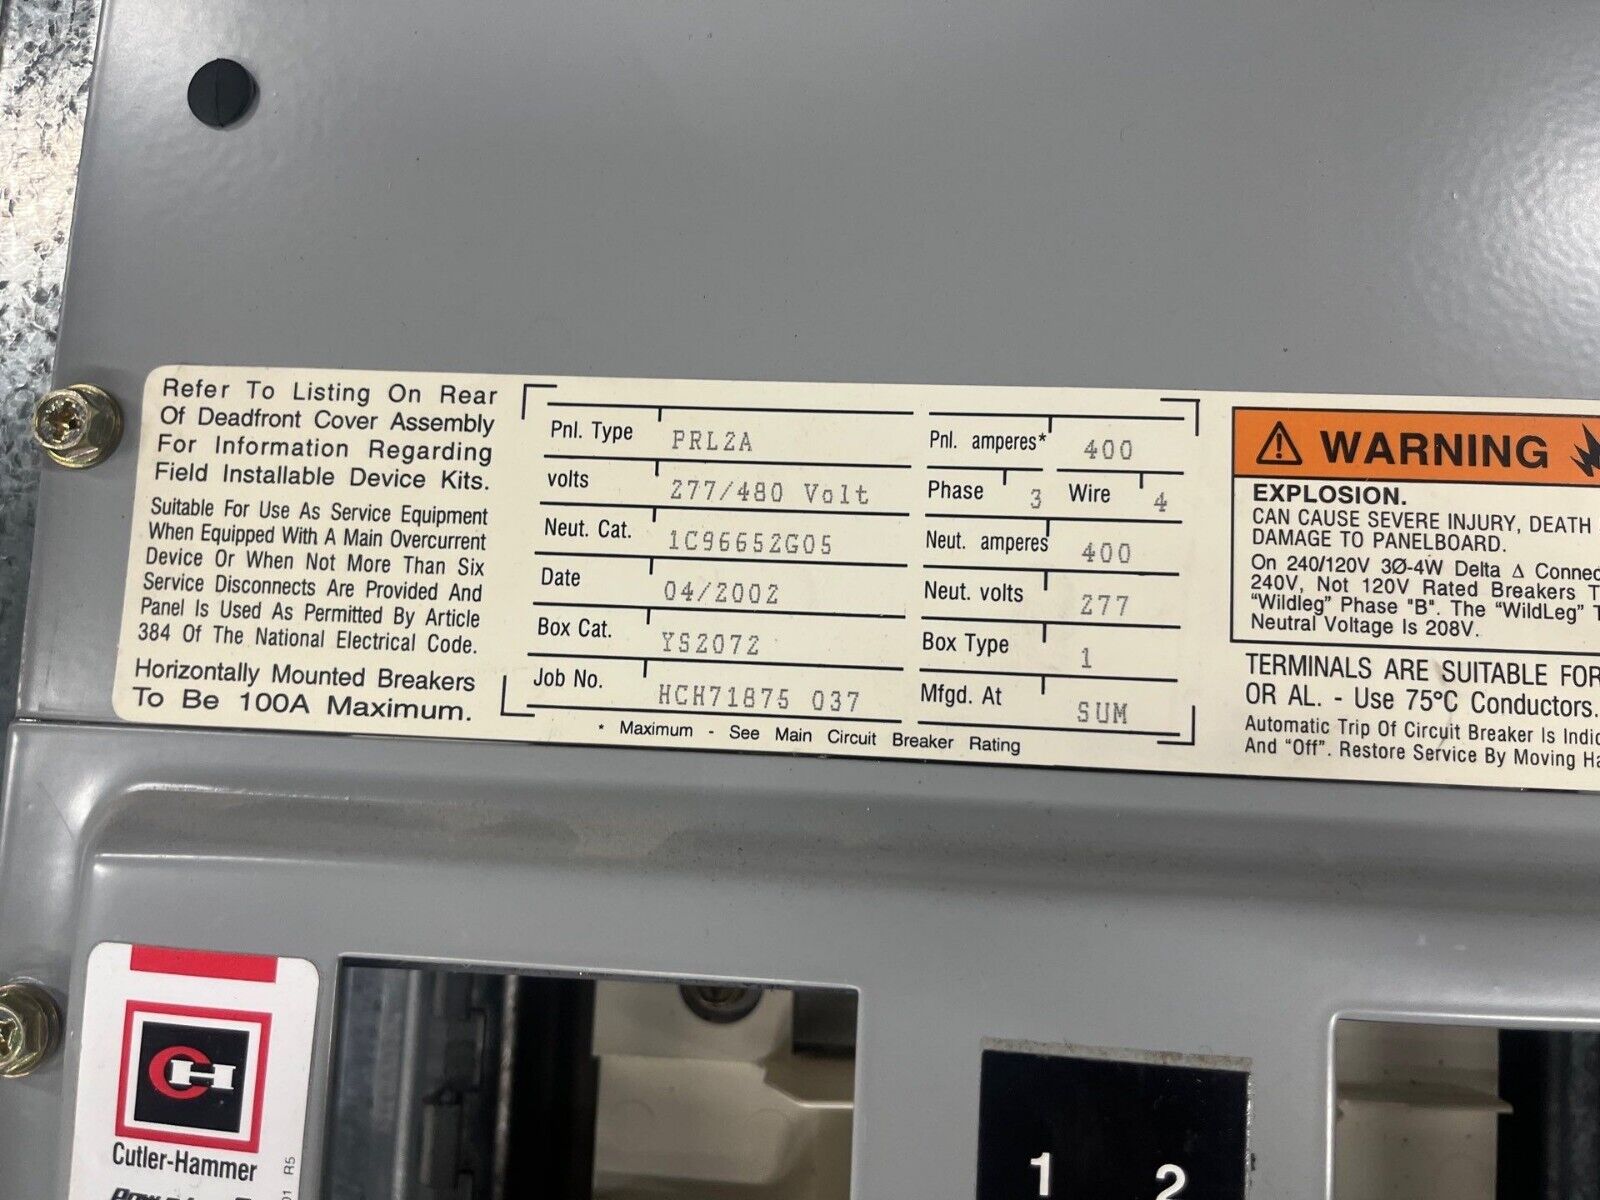 Refer To Listing On Rear
Of Deadfront Cover Assembly
For Information Regarding
Field Installable Device Kits.
Suitable For Use As Service Equipment
When Equipped With A Main Overcurrent
Device Or When Not More Than Six
Service Disconnects Are Provided And
Panel Is Used As Permitted By Article
384 Of The National Electrical Code.
Horizontally Mounted Breakers
To Be 100A Maximum.
Pnl. Type PRL2A
volts 277/480 Volt
Neut. Cat. 1C96652G05
Date 04/2002
Box Cat. YS2072
Job No. HCH71875 037
Pnl. amperes* 400
Phase 3 Wire 4
Neut. amperes 400
Neut. volts 277
Box Type 1
Mfgd. At SUM
* Maximum - See Main Circuit Breaker Rating
WARNING
EXPLOSION.
CAN CAUSE SEVERE INJURY, DEATH
DAMAGE TO PANELBOARD.
On 240/120V 3Ø-4W Delta Δ
240V, Not 120V Rated Breakers
"Wildleg" Phase "B". The "WildLeg"
Neutral Voltage Is 208V.
TERMINALS ARE SUITABLE FOR
OR AL. - Use 75°C Conductors.
Automatic Trip Of Circuit Breaker Is
And "Off". Restore Service By Moving
CH
Cutler-Hammer
R5
1 2